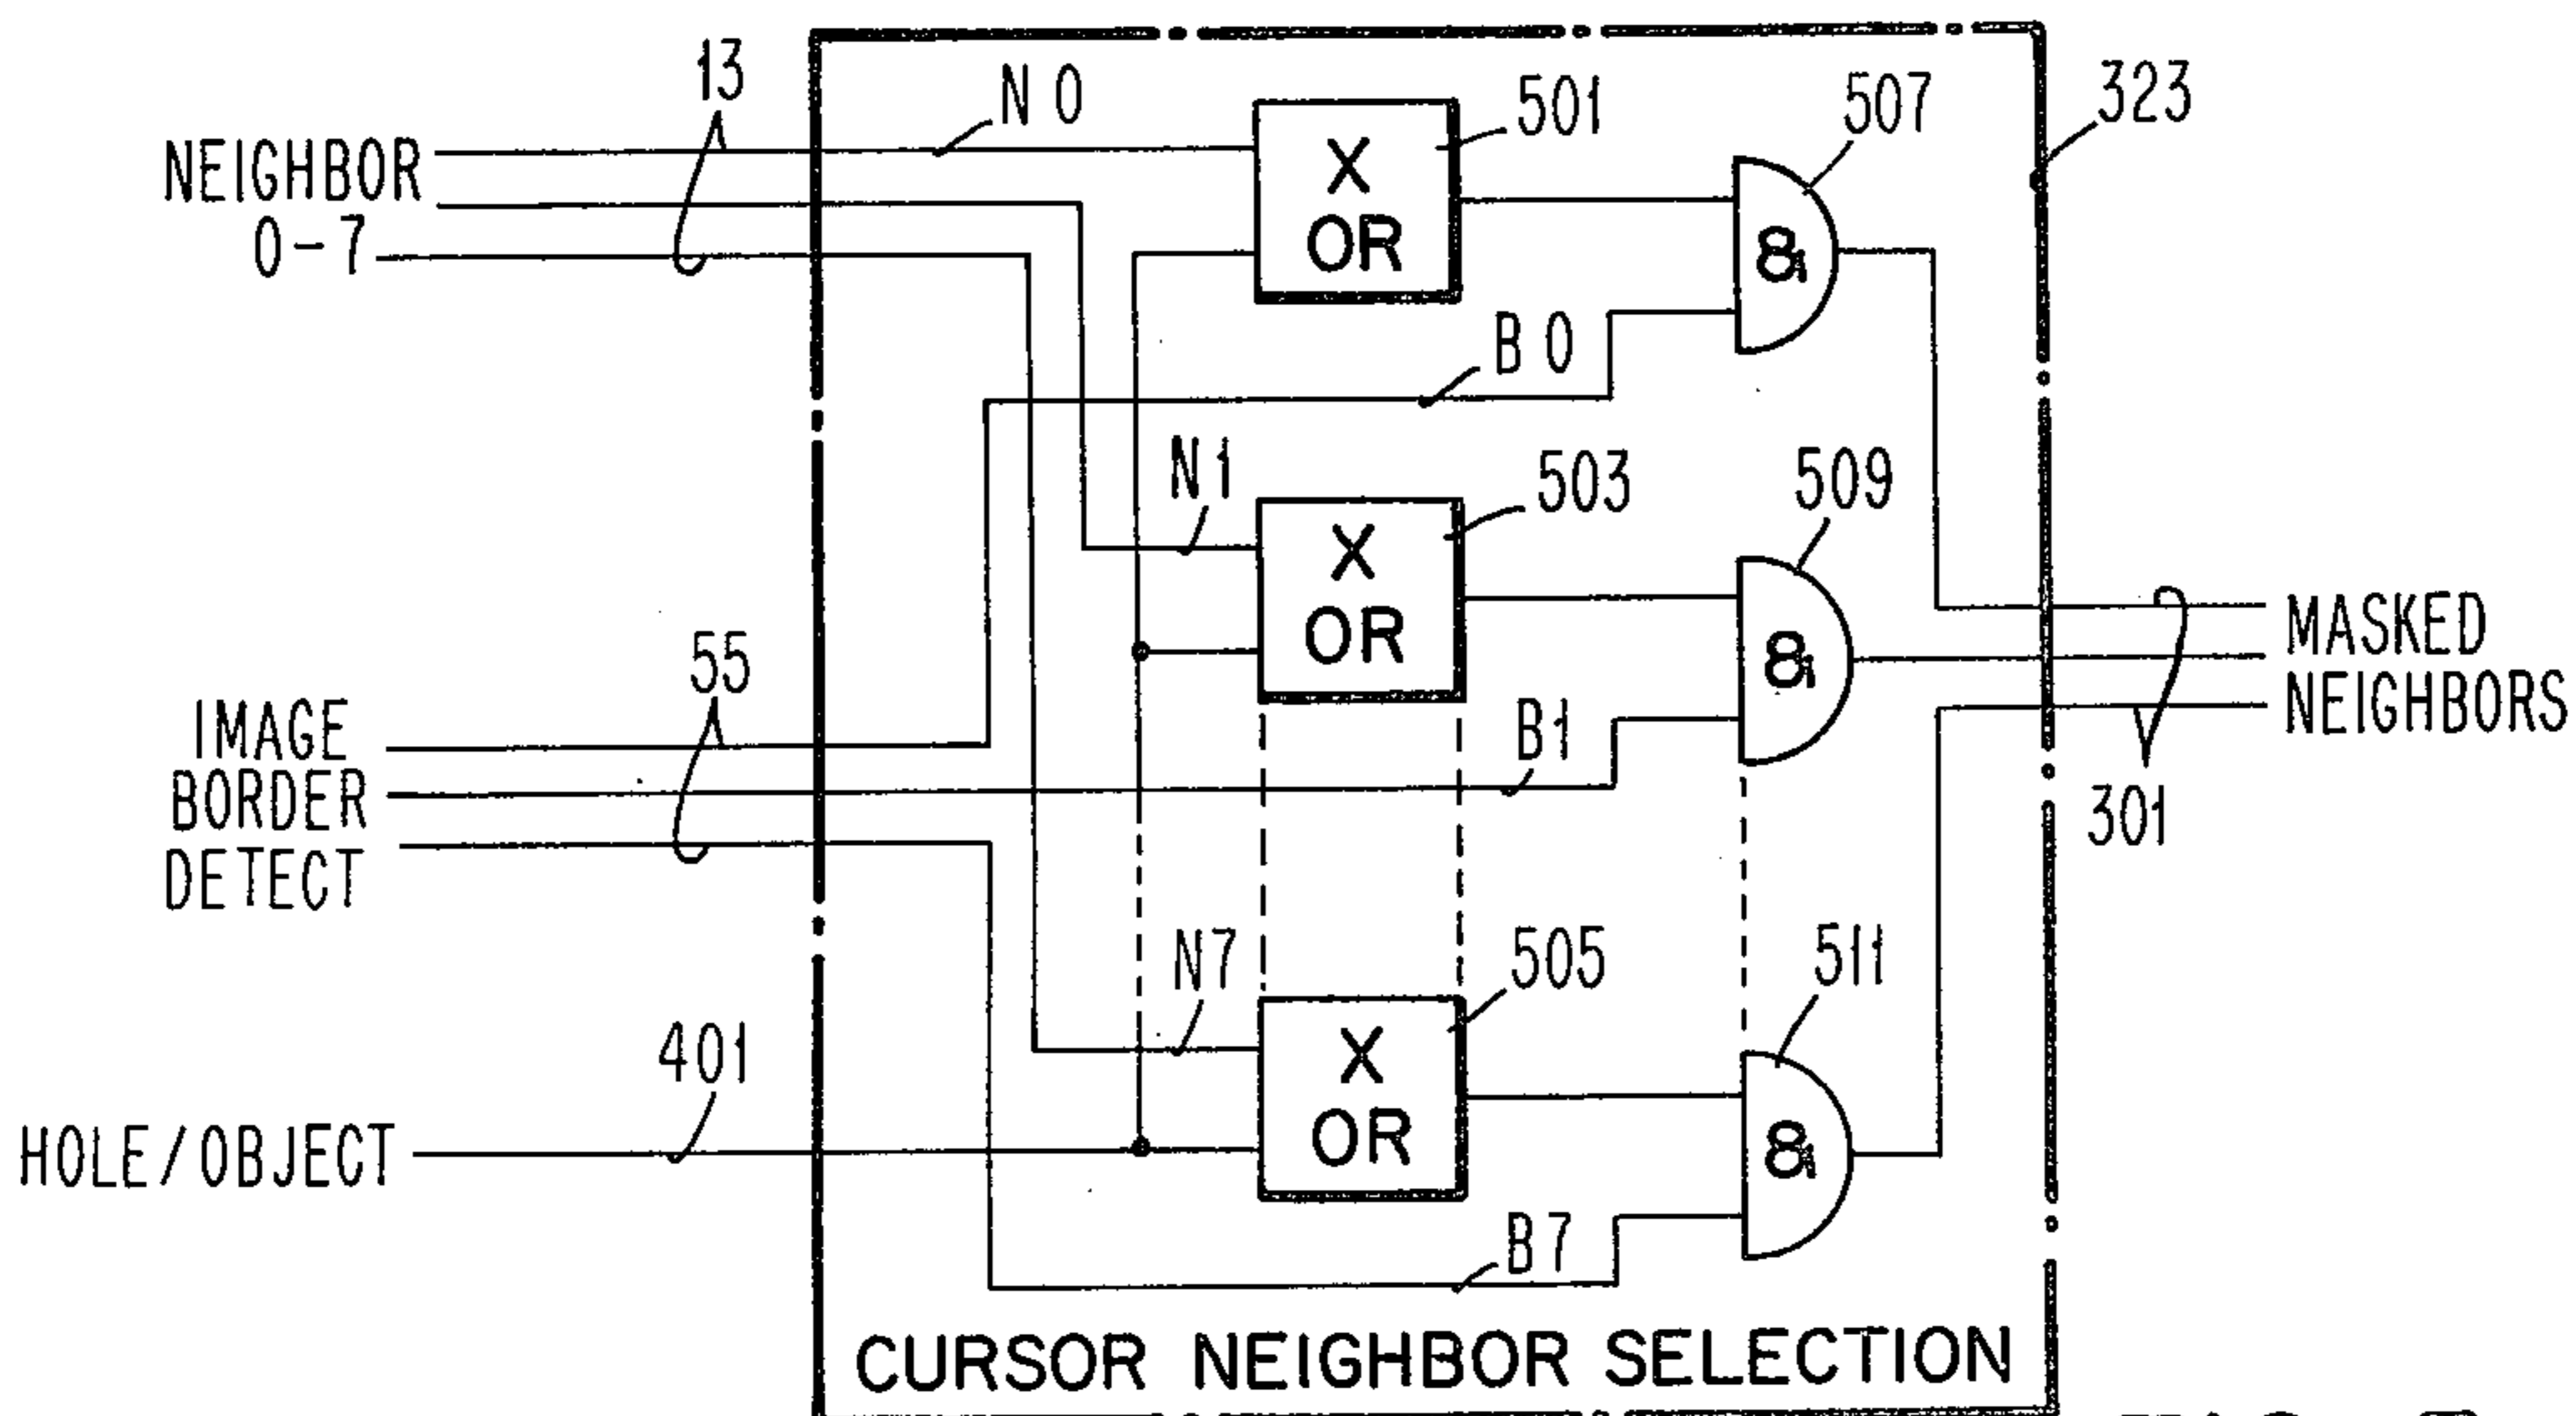 13
N0
501
507
323
NEIGHBOR
0-7
X
OR
&
B0
N1
503
509
X
OR
&
MASKED
NEIGHBORS
301
55
IMAGE
BORDER
DETECT
B1
N7
505
511
X
OR
&
401
HOLE/OBJECT
B7
CURSOR NEIGHBOR SELECTION